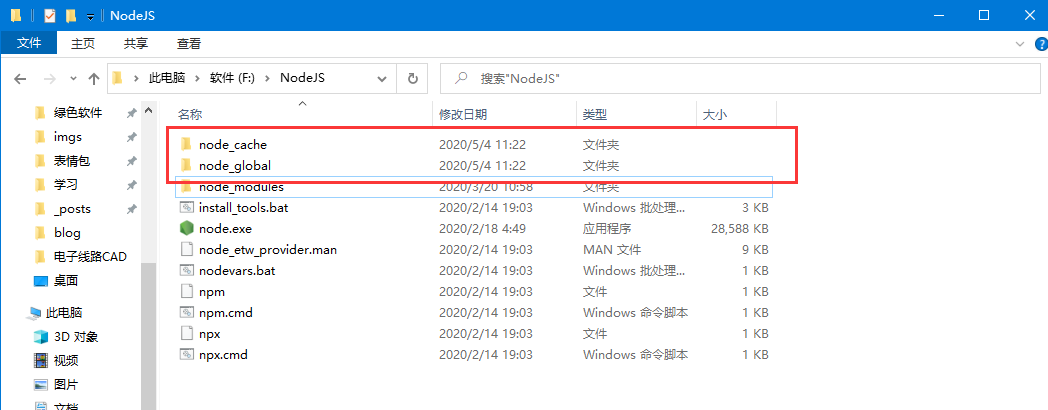 NodeJS
文件 主页 共享 查看
此电脑 软件 (F:) NodeJS 搜索"NodeJS"
绿色软件
imgs
表情包
学习
_posts
blog
电子线路CAD
桌面
此电脑
3D 对象
视频
图片
文档
名称 修改日期 类型 大小
node_cache 2020/5/4 11:22 文件夹
node_global 2020/5/4 11:22 文件夹
node_modules 2020/3/20 10:58 文件夹
install_tools.bat 2020/2/14 19:03 Windows 批处理... 3 KB
node.exe 2020/2/18 4:49 应用程序 28,588 KB
node_etw_provider.man 2020/2/14 19:03 MAN 文件 9 KB
nodevars.bat 2020/2/14 19:03 Windows 批处理... 1 KB
npm 2020/2/14 19:03 文件 1 KB
npm.cmd 2020/2/14 19:03 Windows 命令脚本 1 KB
npx 2020/2/14 19:03 文件 1 KB
npx.cmd 2020/2/14 19:03 Windows 命令脚本 1 KB